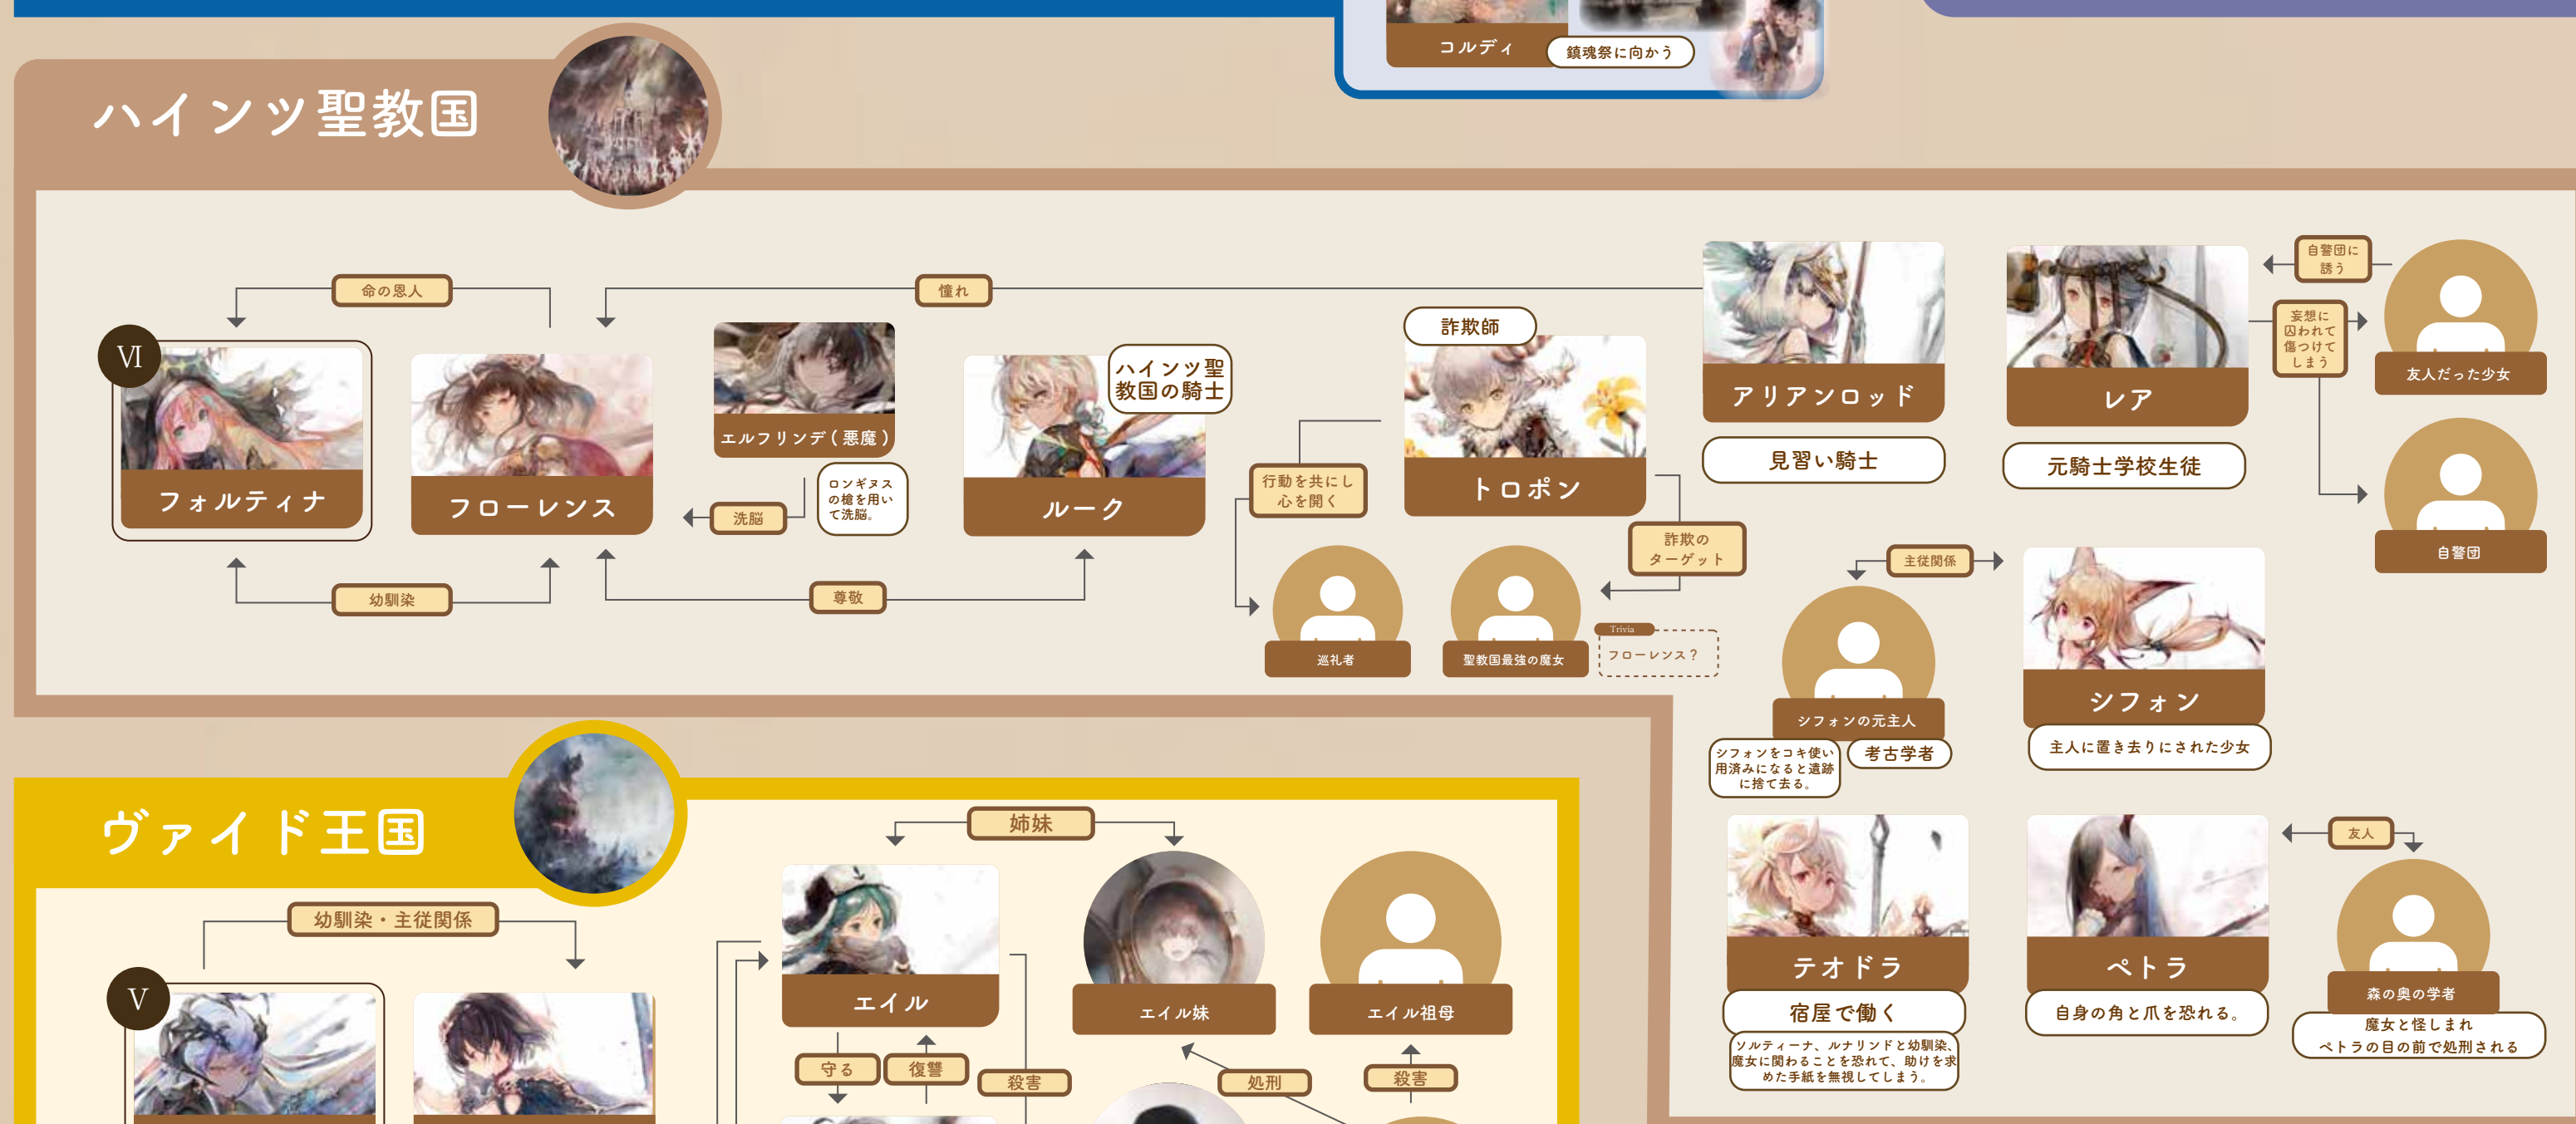 コルディ
鎮魂祭に向かう
ハインツ聖教国
命の恩人
憧れ
VI
フォルティナ
フローレンス
エルフリンデ(悪魔)
ロンギヌス
の槍を用い
て洗脳。
洗脳
ハインツ聖
教国の騎士
ルーク
幼馴染
尊敬
詐欺師
トロポン
行動を共にし
心を開く
詐欺の
ターゲット
巡礼者
聖教国最強の魔女
Trivia
フローレンス?
アリアンロッド
見習い騎士
レア
元騎士学校生徒
自警団に
誘う
妄想に
囚われて
傷つけて
しまう
友人だった少女
自警団
主従関係
シフォンの元主人
シフォンをコキ使い
用済みになると遺跡
に捨て去る。
考古学者
シフォン
主人に置き去りにされた少女
テオドラ
宿屋で働く
ソルティーナ、ルナリンドと幼馴染、
魔女に関わることを恐れて、助けを求
めた手紙を無視してしまう。
ペトラ
自身の角と爪を恐れる。
友人
森の奥の学者
魔女と怪しまれ
ペトラの目の前で処刑される
ヴァイド王国
幼馴染・主従関係
V
姉妹
エイル
エイル妹
エイル祖母
守る
復讐
殺害
処刑
殺害